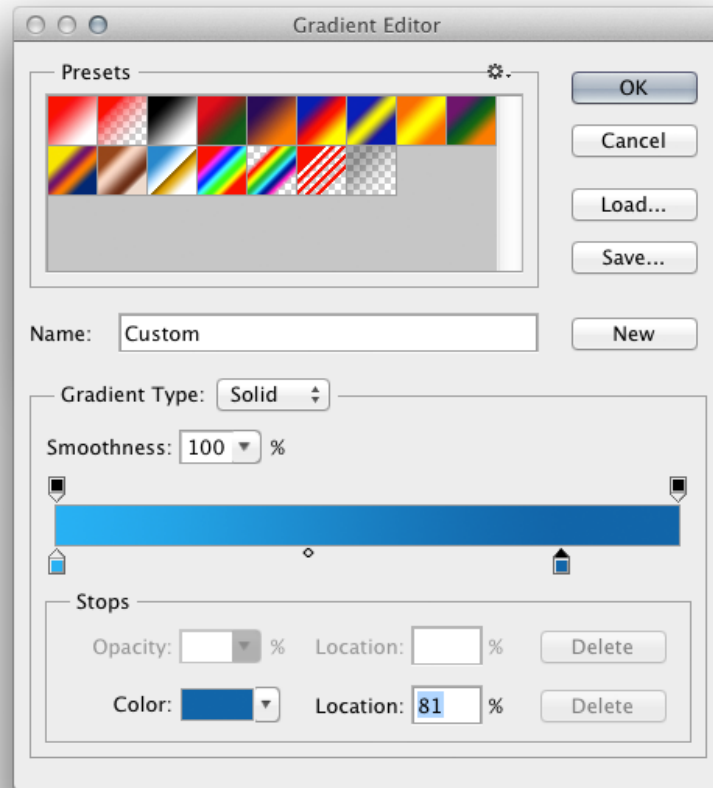 Gradient Editor
Presets
OK
Cancel
Load...
Save...
Name: Custom
New
Gradient Type: Solid
Smoothness: 100 %
Stops
Opacity: % Location: % Delete
Color: Location: 81 % Delete